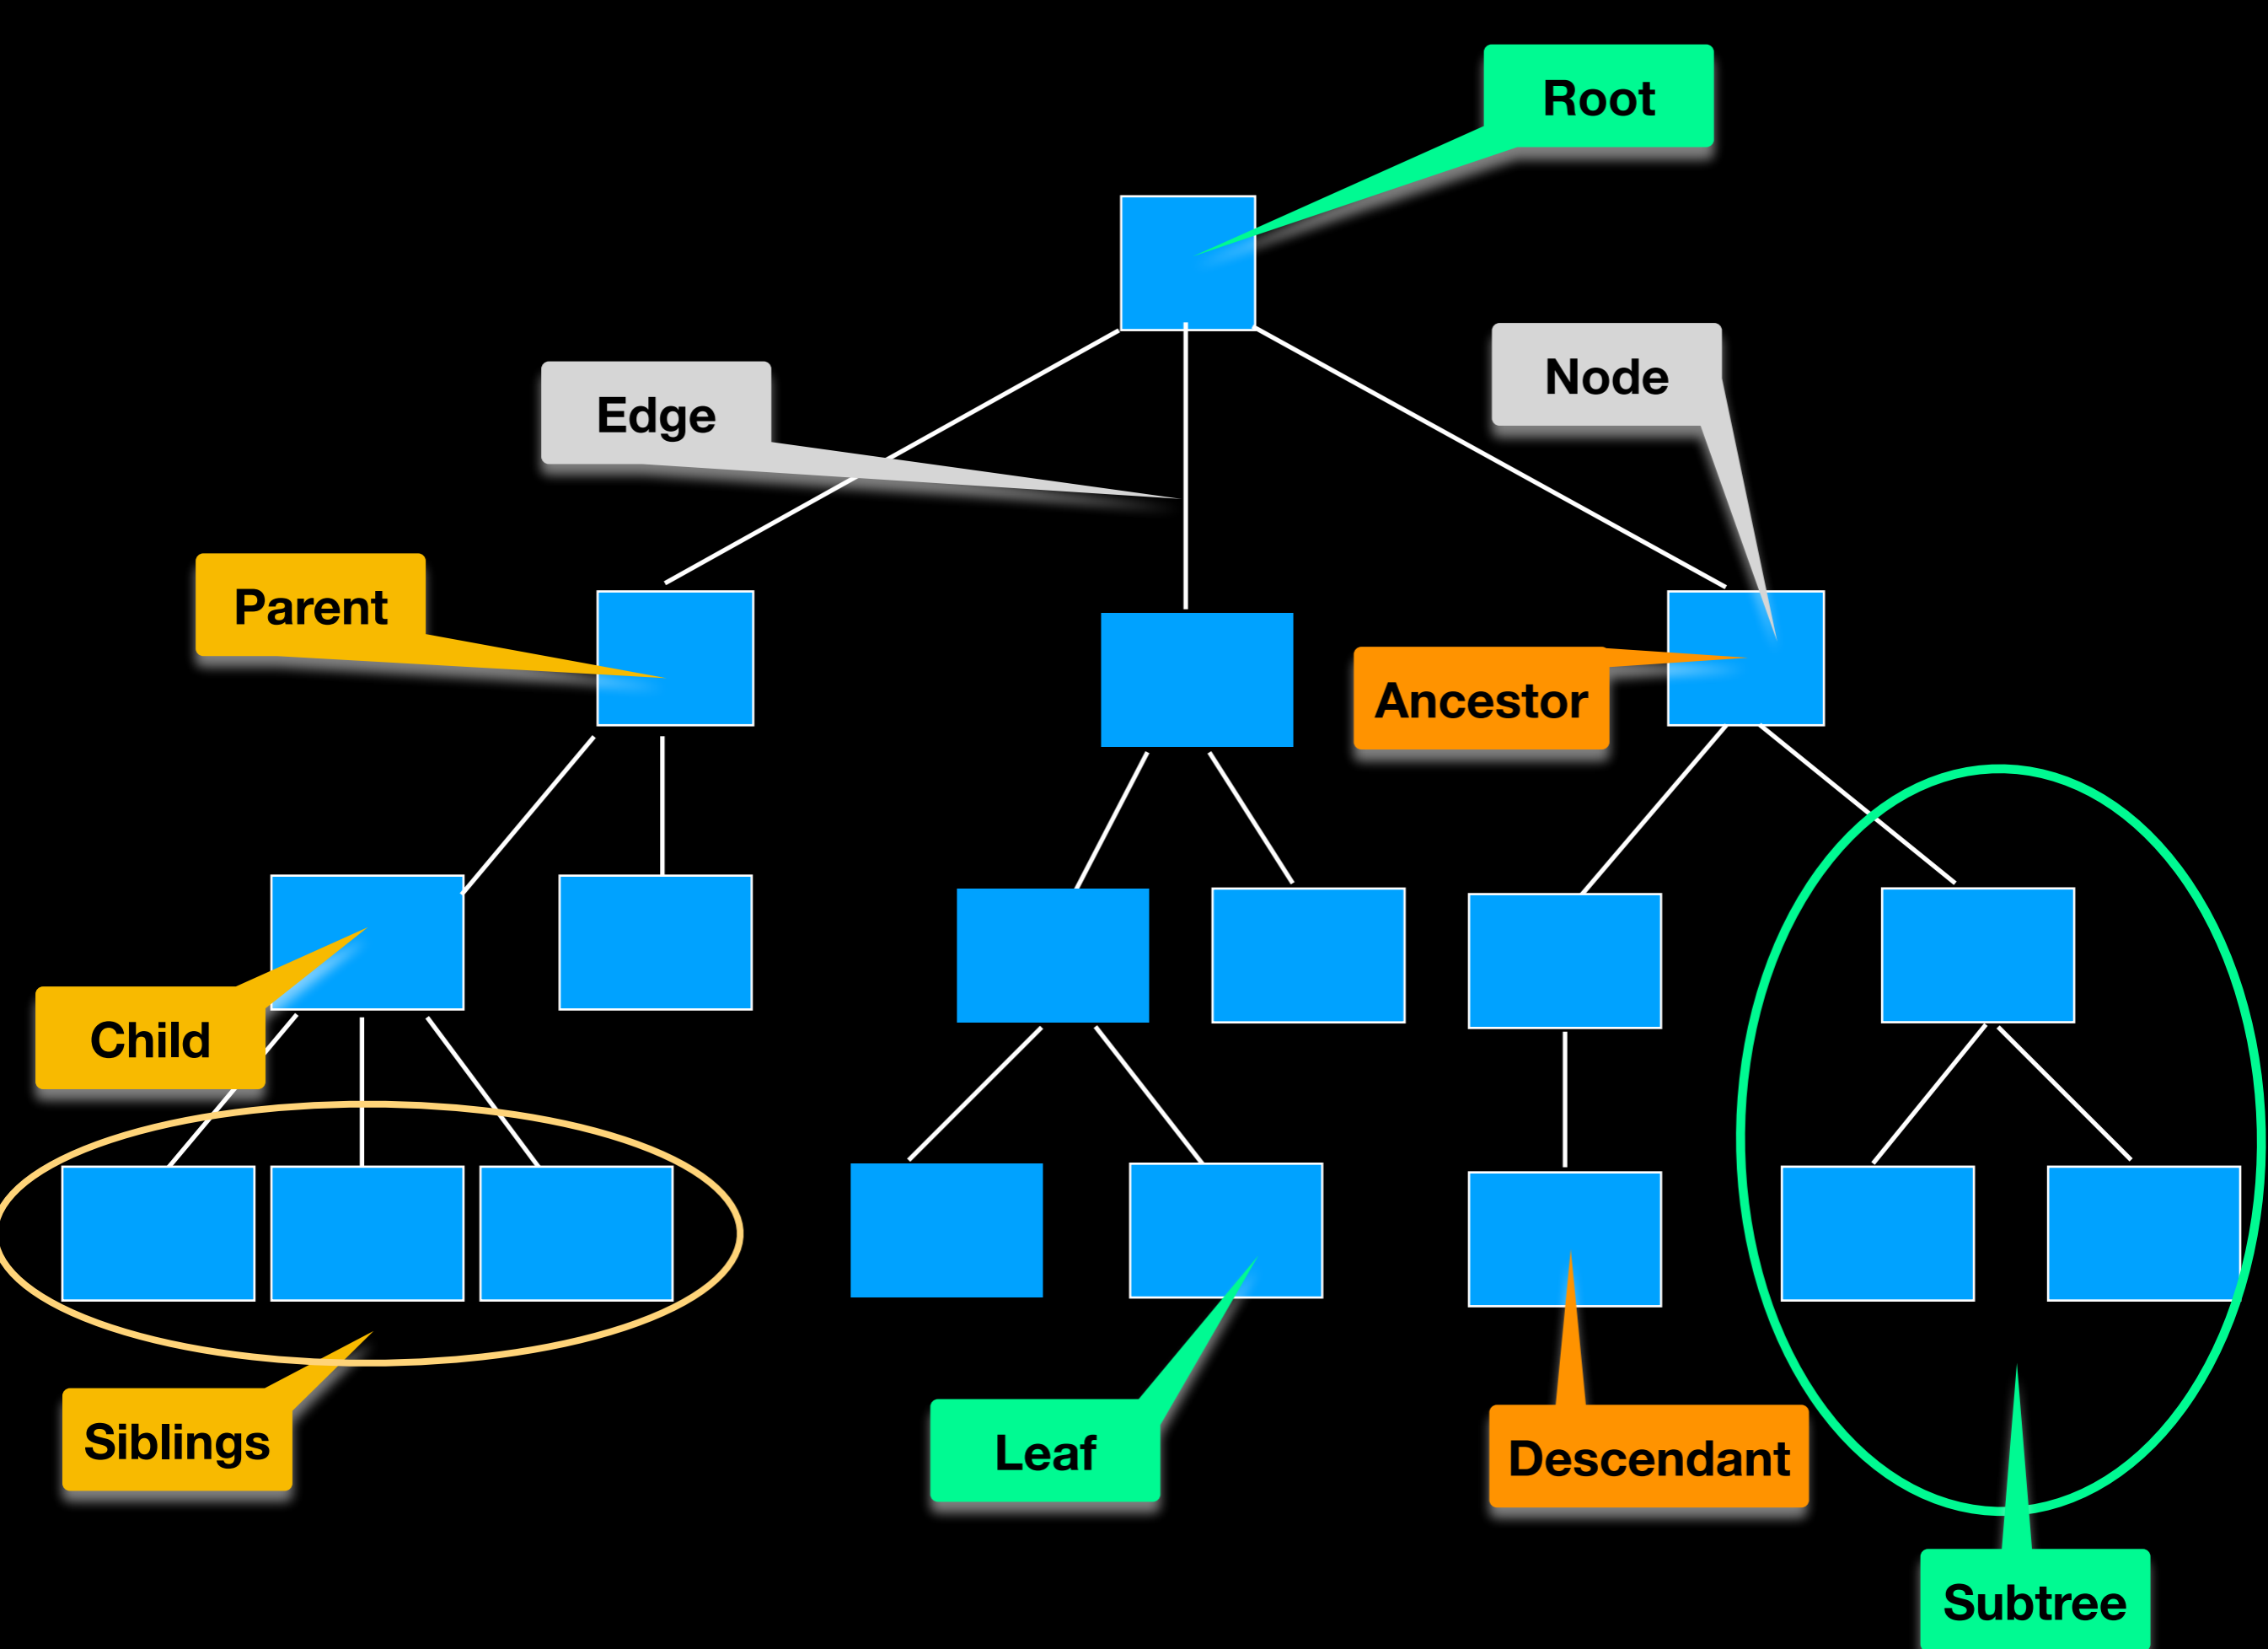 Root
Node
Edge
Parent
Ancestor
Child
Siblings
Leaf
Descendant
Subtree